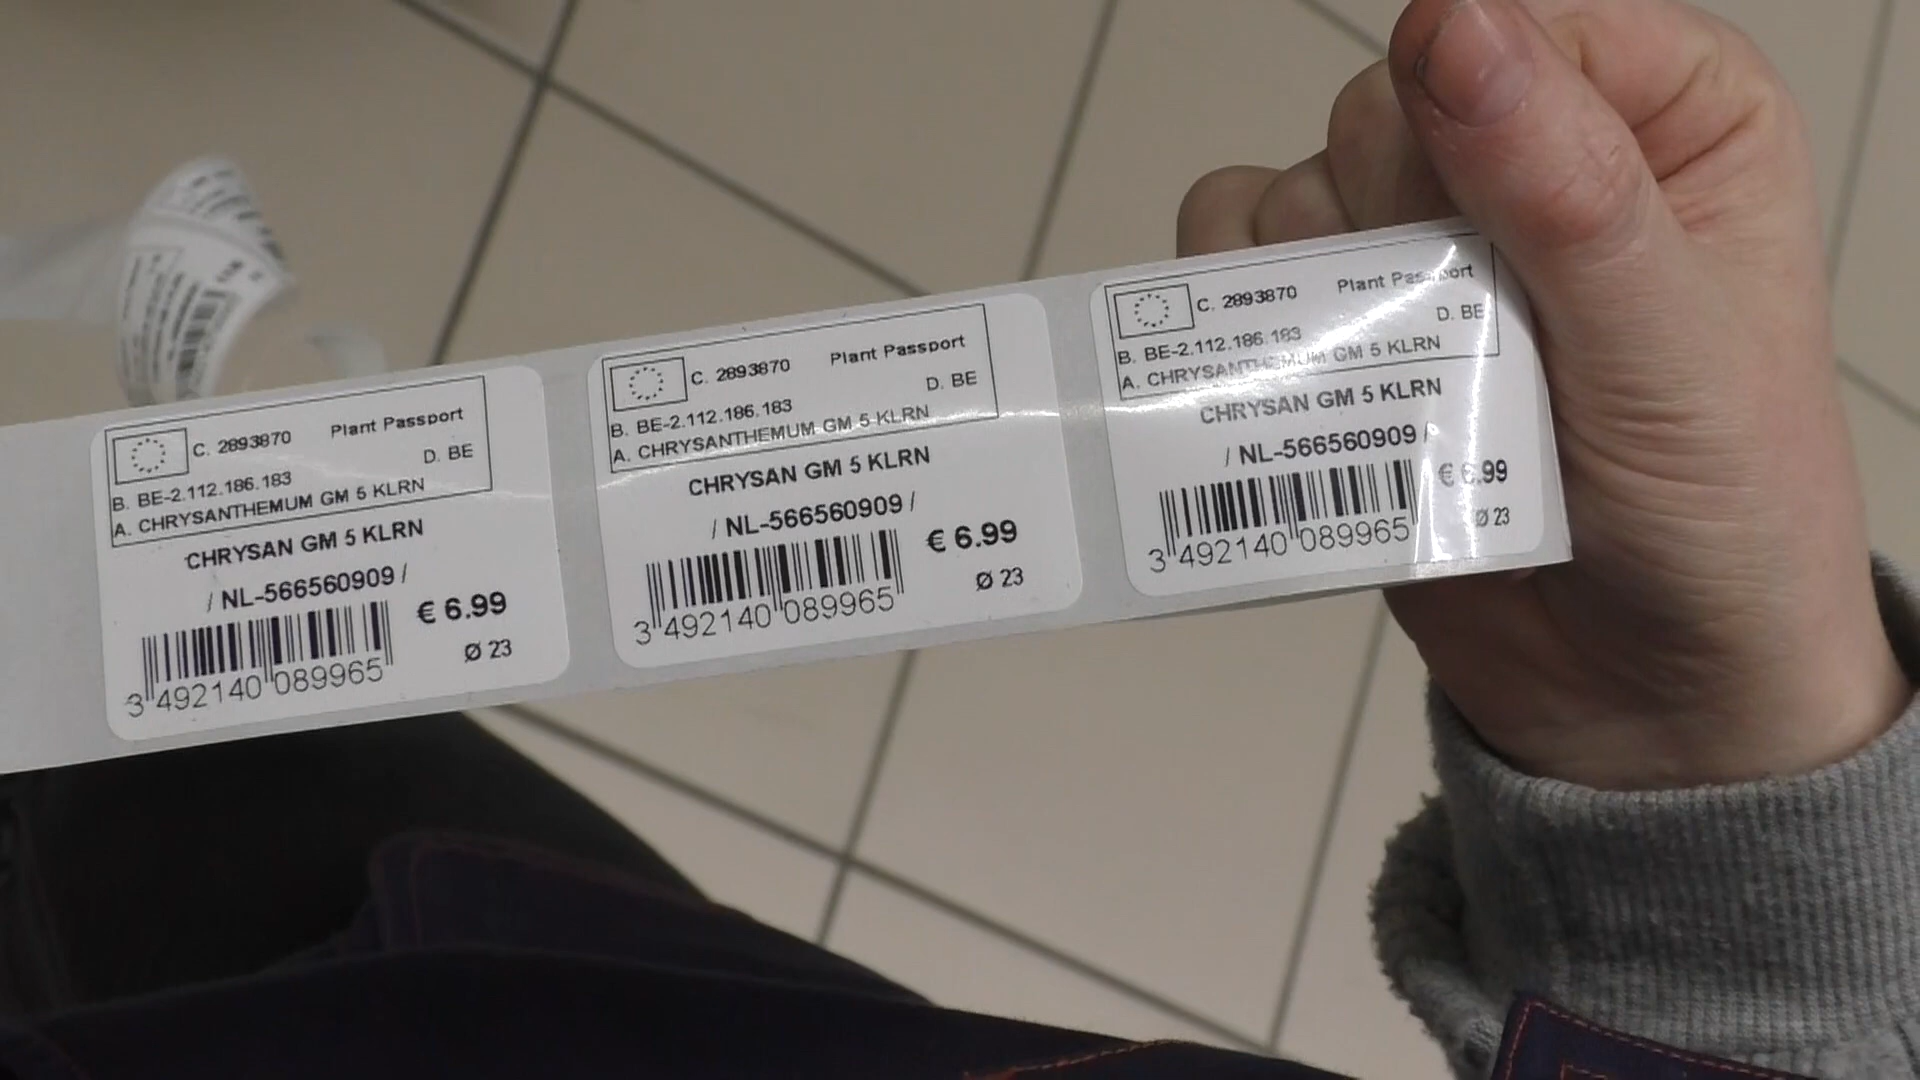 C. 2893870 Plant Passport
D. BE
B. BE-2.112.186.183
A. CHRYSANTHEMUM GM 5 KLRN
CHRYSAN GM 5 KLRN
/ NL-566560909 /
€ 6.99
Ø 23
3 492140 089965
C. 2893870 Plant Passport
D. BE
B. BE-2.112.186.183
A. CHRYSANTHEMUM GM 5 KLRN
CHRYSAN GM 5 KLRN
/ NL-566560909 /
€ 6.99
Ø 23
3 492140 089965
C. 2893870 Plant Passport
D. BE
B. BE-2.112.186.183
A. CHRYSANTHEMUM GM 5 KLRN
CHRYSAN GM 5 KLRN
/ NL-566560909 /
€ 6.99
Ø 23
3 492140 089965